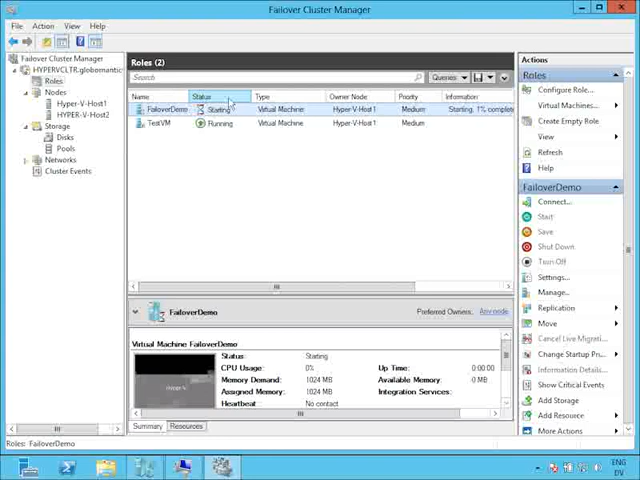 Failover Cluster Manager
File Action View Help
Failover Cluster Manager
HYPERVCLTR.globomantic
Roles
Nodes
Hyper-V-Host1
HYPER-V-Host2
Storage
Disks
Pools
Networks
Cluster Events
Roles (2)
Search
Queries
Name Status Type Owner Node Priority Information
FailoverDemo Starting Virtual Machine Hyper-V-Host1 Medium Starting, 1% complete
TestVM Running Virtual Machine Hyper-V-Host1 Medium
FailoverDemo
Preferred Owners: Any node
Virtual Machine FailoverDemo
Status Starting
CPU Usage: 0% Up Time: 0:00:00
Memory Demand: 1024 MB Available Memory: 0 MB
Assigned Memory: 1024 MB Integration Services:
Heartbeat No contact
Summary Resources
Actions
Roles
Configure Role...
Virtual Machines...
Create Empty Role
View
Refresh
Help
FailoverDemo
Connect...
Start
Save
Shut Down
Turn Off
Settings...
Manage...
Replication
Move
Cancel Live Migrati...
Change Startup Pri...
Information Details...
Show Critical Events
Add Storage
Add Resource
More Actions
Roles: FailoverDemo
ENG
DV